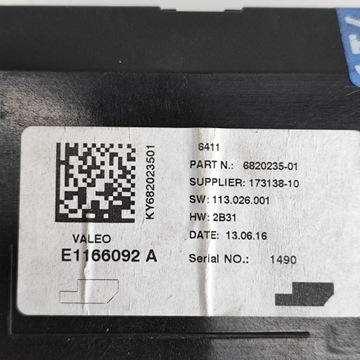 6411
PART N.: 6820235-01
SUPPLIER: 173138-10
SW: 113.026.001
HW: 2B31
DATE: 13.06.16
Serial NO.: 1490
KY682023501
VALEO
E1166092 A